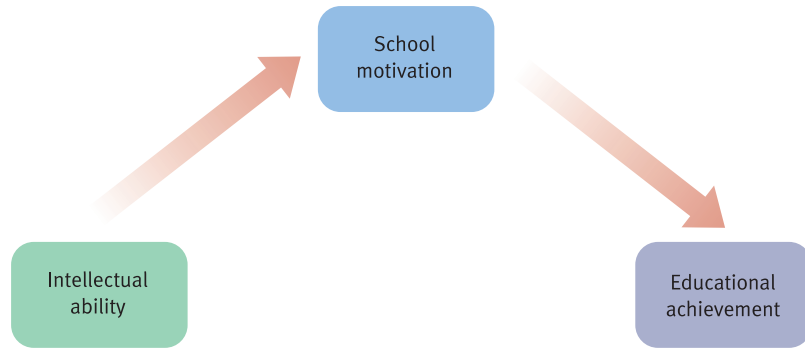 School
motivation
Intellectual
ability
Educational
achievement